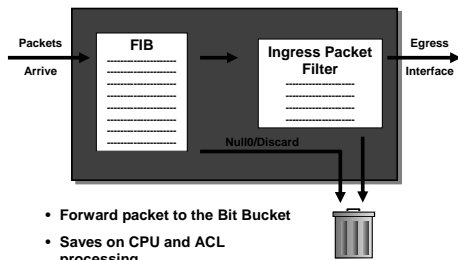 Packets
Arrive
FIB
Ingress Packet
Filter
Egress
Interface
Null0/Discard
• Forward packet to the Bit Bucket
• Saves on CPU and ACL
processing